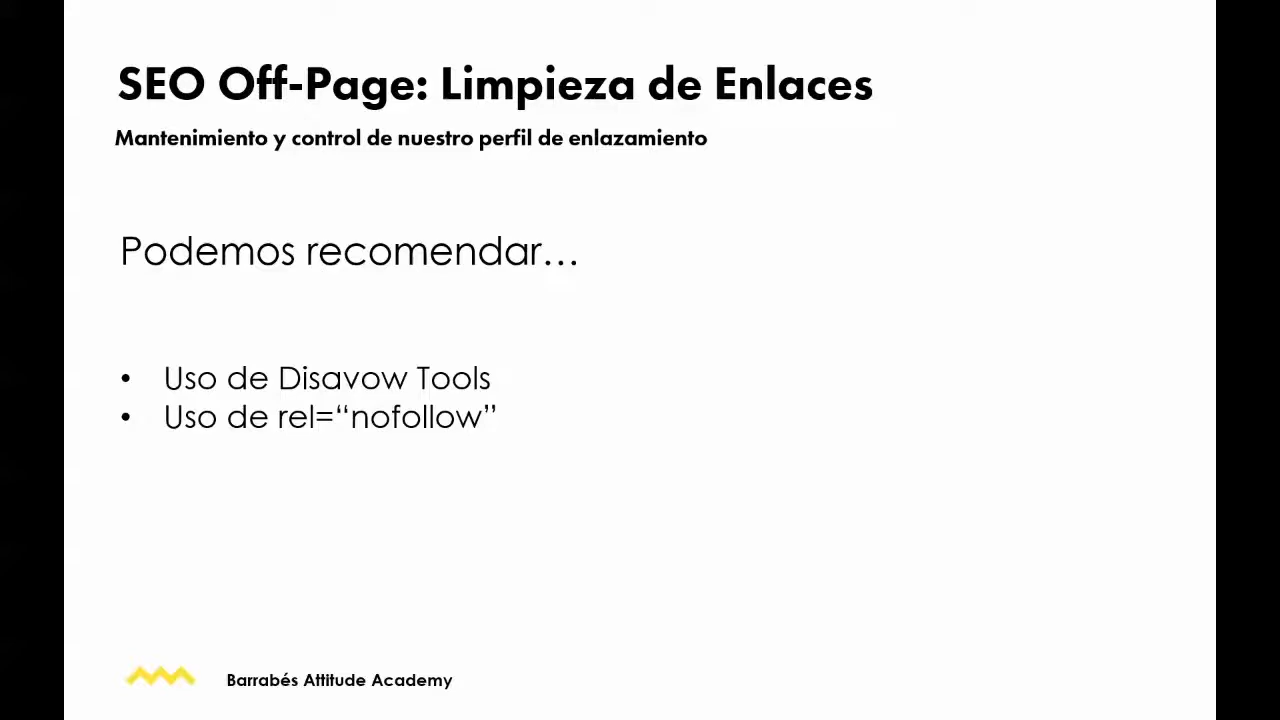 SEO Off-Page: Limpieza de Enlaces
Mantenimiento y control de nuestro perfil de enlazamiento
Podemos recomendar...
• Uso de Disavow Tools
• Uso de rel=“nofollow”
Barrabés Attitude Academy